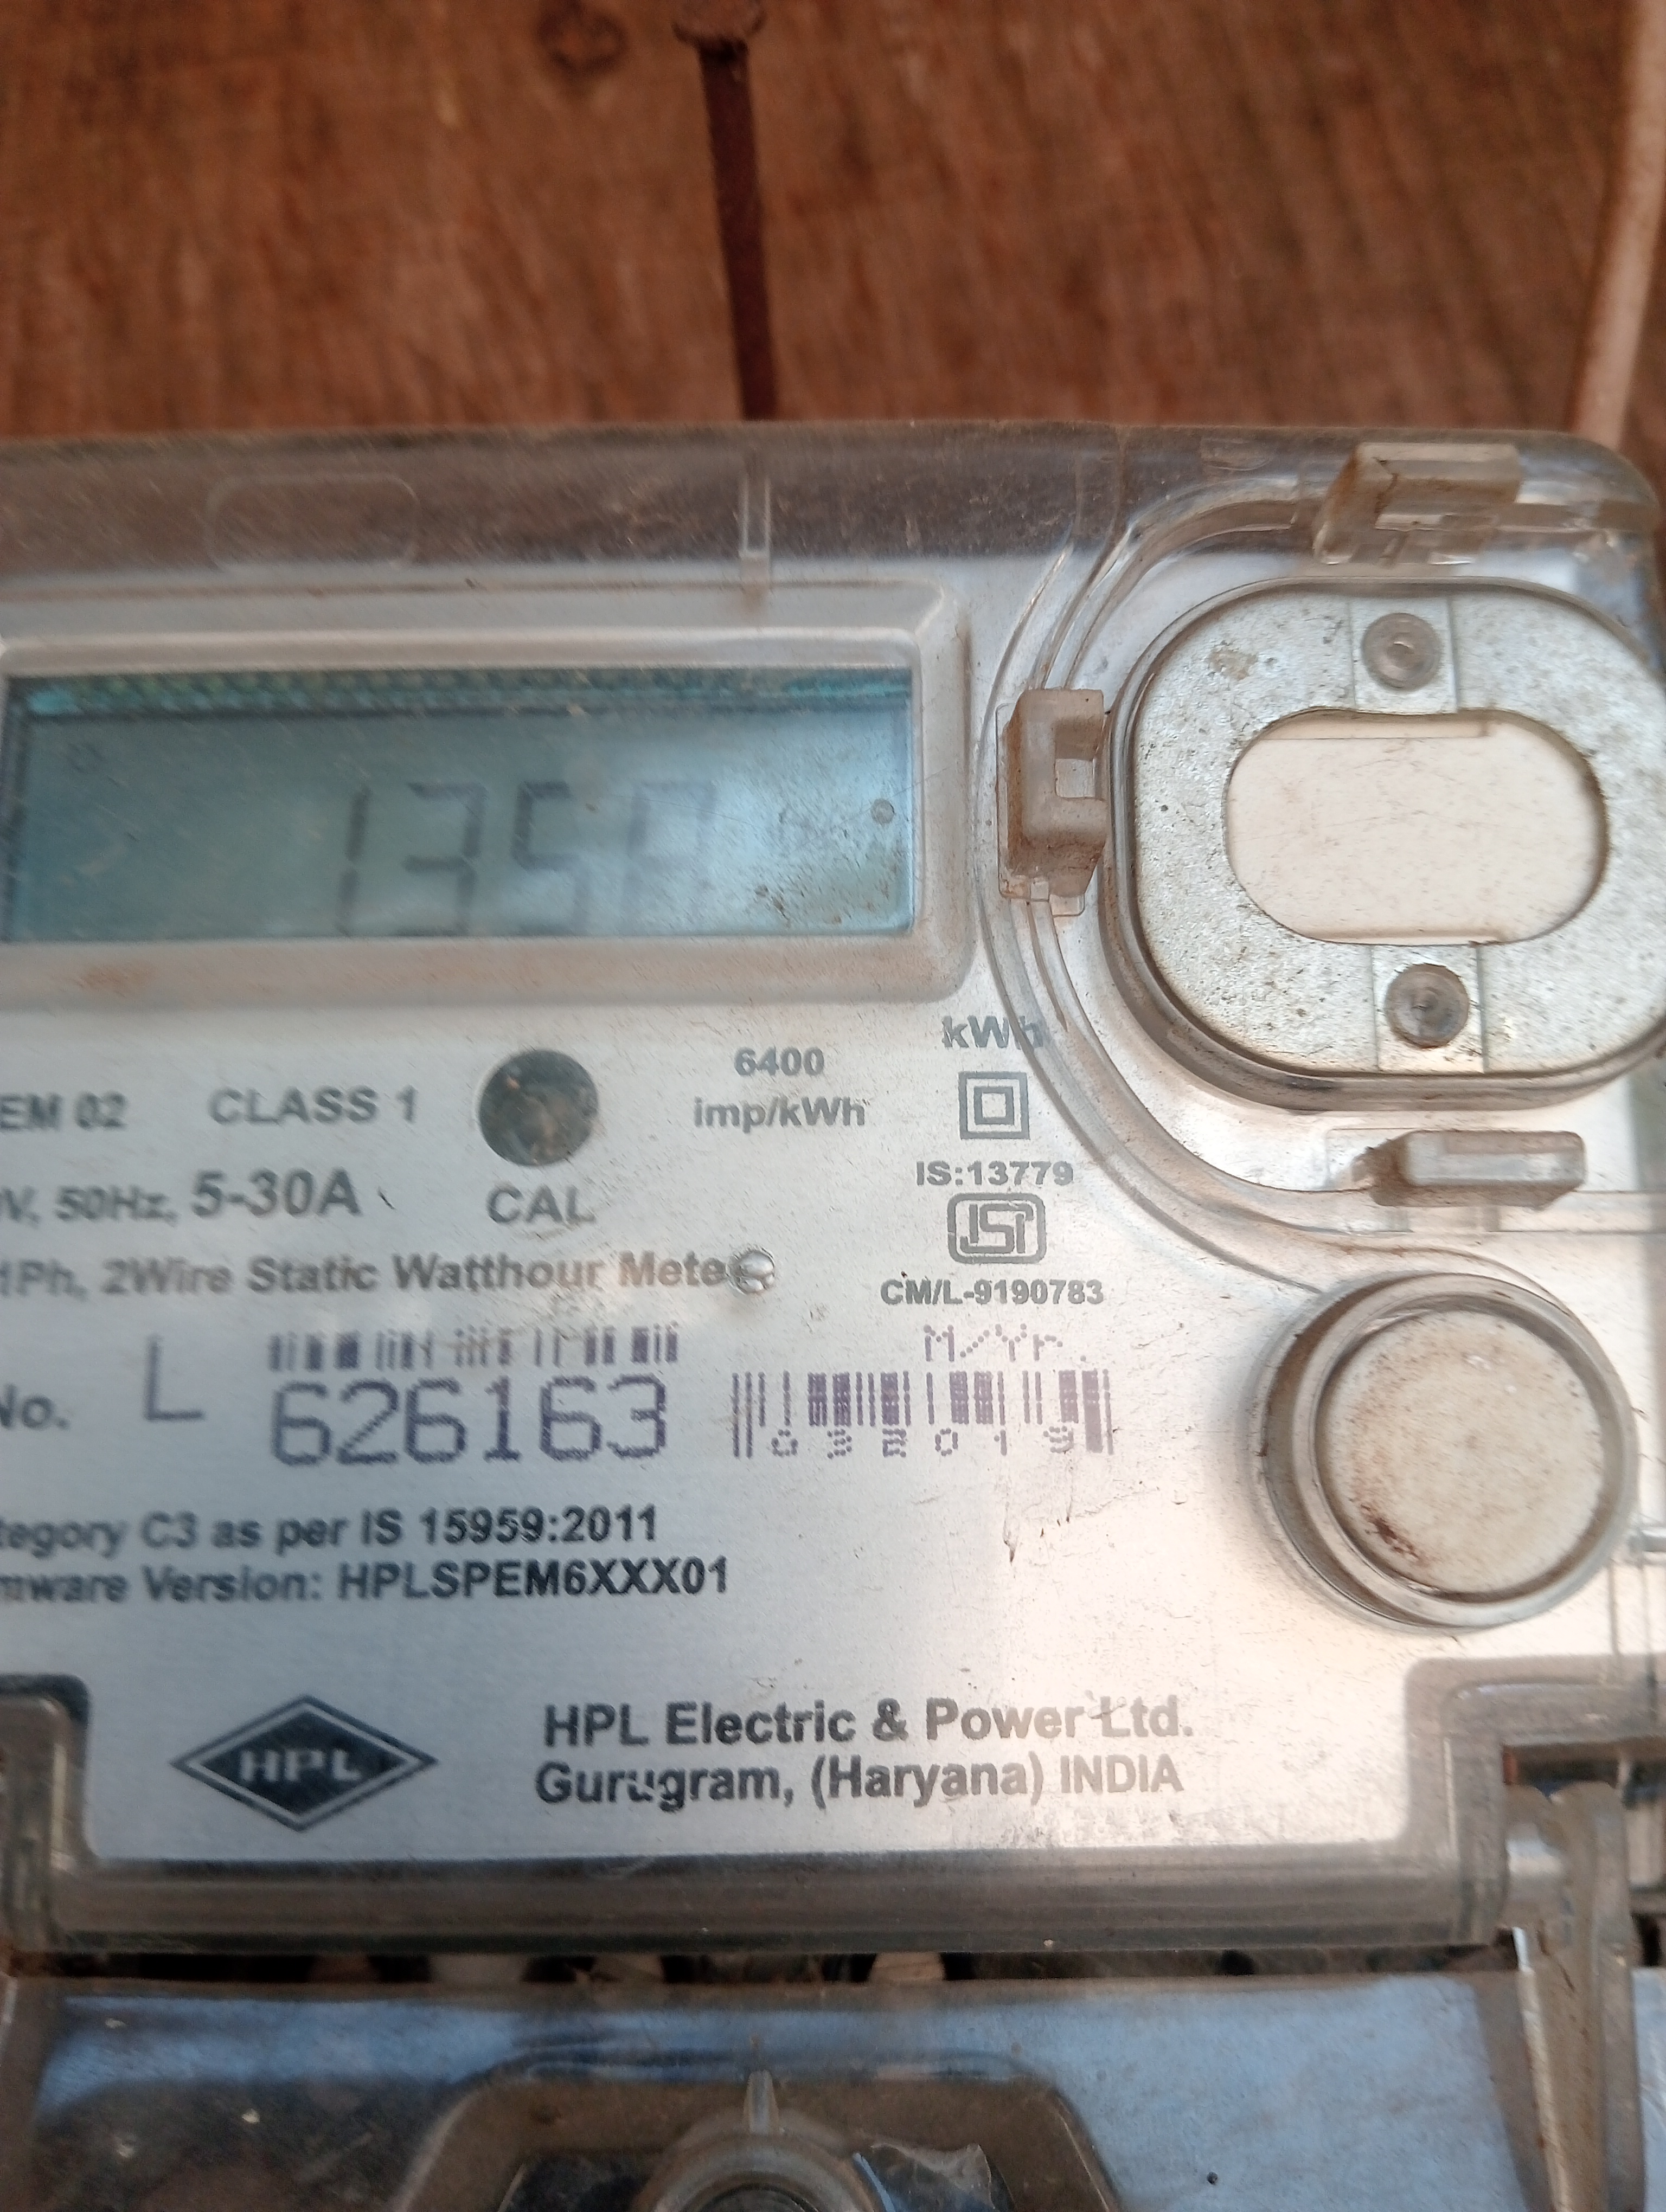 kWh
6400
EM 02 CLASS 1
imp/kWh
V, 50Hz, 5-30A
CAL
IS:13779
ISI
1Ph, 2Wire Static Watthour Meter
CM/L-9190783
M/Yr.
No. L 626163
032019
tegory C3 as per IS 15959:2011
mware Version: HPLSPEM6XXX01
HPL
HPL Electric & Power Ltd.
Gurugram, (Haryana) INDIA